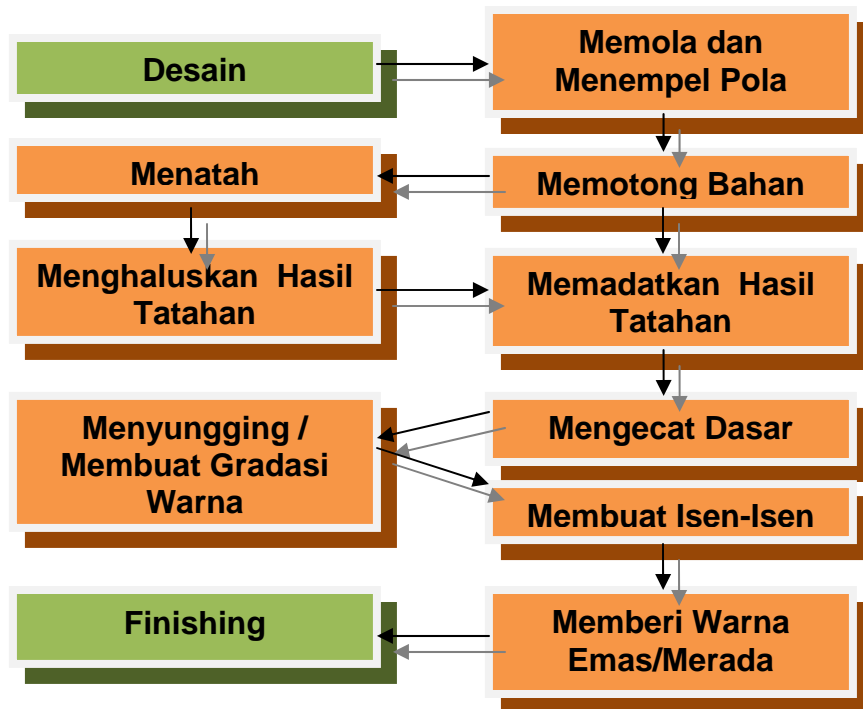 Desain
Memola dan
Menempel Pola
Menatah
Memotong Bahan
Menghaluskan Hasil
Tatahan
Memadatkan Hasil
Tatahan
Menyungging /
Membuat Gradasi
Warna
Mengecat Dasar
Membuat Isen-Isen
Finishing
Memberi Warna
Emas/Merada